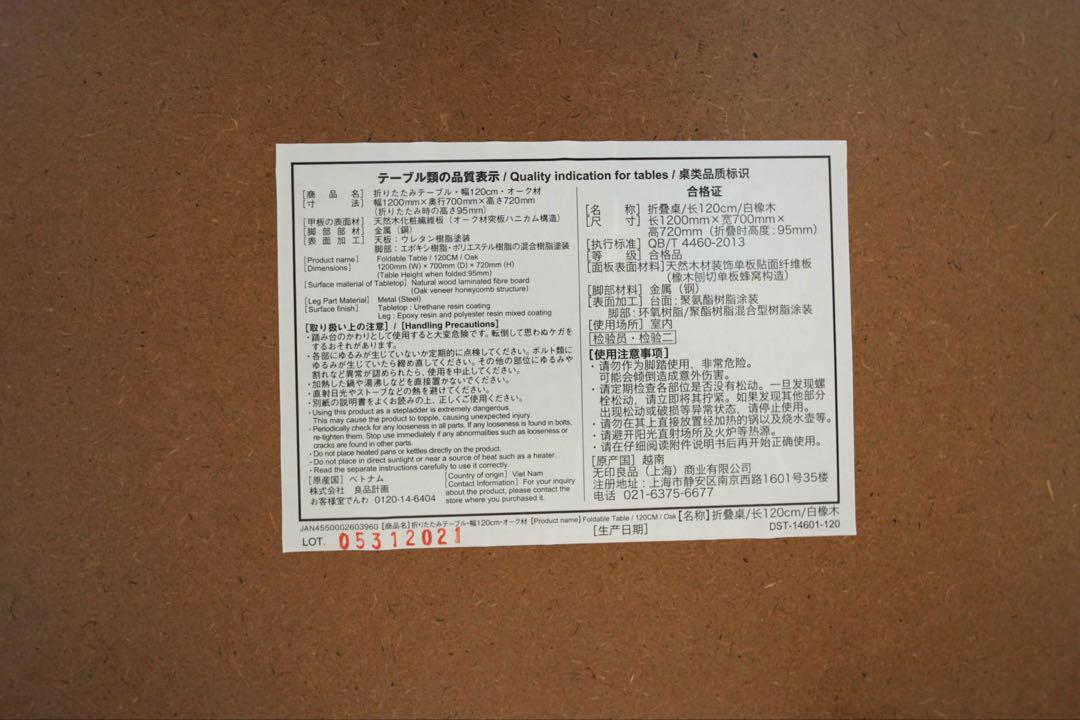 テーブル類の品質表示 / Quality indication for tables / 桌类品质标识
[商品名] 折りたたみテーブル・幅120cm・オーク材
[寸法] 幅1200mm×奥行700mm×高さ720mm
(折りたたみ時の高さ95mm)
[甲板の表面材] 天然木化粧繊維板 (オーク材突板ハニカム構造)
[脚部部材] 金属 (鋼)
[表面加工] 天板:ウレタン樹脂塗装
脚部:エポキシ樹脂・ポリエステル樹脂の混合樹脂塗装
[Product name] Foldable Table / 120CM / Oak
[Dimensions] 1200mm (W) × 700mm (D) × 720mm (H)
(Table Height when folded:95mm)
[Surface material of Tabletop] Natural wood laminated fibre board
(Oak veneer honeycomb structure)
[Leg Part Material] Metal (Steel)
[Surface finish] Tabletop : Urethane resin coating
Leg : Epoxy resin and polyester resin mixed coating
[取り扱い上の注意] / [Handling Precautions]
・踏み台のかわりとして使用すると大変危険です。転倒して思わぬケガを
するおそれがあります。
・各部にゆるみが生じていないか定期的に点検してください。ボルト類に
ゆるみが生じていたら締め直してください。その他の部位にゆるみや
割れなど異常が認められたら、使用を中止してください。
・加熱した鍋や湯沸しなどを直接置かないでください。
・直射日光やストーブなどの熱を避けてください。
・別紙の説明書をよくお読みの上、正しくご使用ください。
・Using this product as a stepladder is extremely dangerous.
This may cause the product to topple, causing unexpected injury.
・Periodically check for any looseness in all parts. If any looseness is found in bolts,
re-tighten them. Stop use immediately if any abnormalities such as looseness or
cracks are found in other parts.
・Do not place heated pans or kettles directly on the product.
・Do not place in direct sunlight or near a source of heat such as a heater.
・Read the separate instructions carefully to use it correctly.
[原産国] ベトナム
株式会社 良品計画
お客様室でんわ 0120-14-6404
[Country of origin] Viet Nam
[Contact Information] For your inquiry
about the product, please contact the
store where you purchased it.
合格证
[名称] 折叠桌/长120cm/白橡木
[尺寸] 长1200mm×宽700mm×
高720mm (折叠时高度:95mm)
[执行标准] QB/T 4460-2013
[等级] 合格品
[面板表面材料] 天然木材装饰单板贴面纤维板
(橡木刨切单板蜂窝构造)
[脚部材料] 金属 (钢)
[表面加工] 台面:聚氨酯树脂涂装
脚部:环氧树脂/聚酯树脂混合型树脂涂装
[使用场所] 室内
检验员・检验二
[使用注意事项]
・请勿作为脚踏使用,非常危险。
可能会倾倒造成意外伤害。
・请定期检查各部位是否没有松动。一旦发现螺
栓松动,请立即将其拧紧。如果发现其他部分
出现松动或破损等异常状态,请停止使用。
・请勿在其上直接放置经加热的锅以及烧水壶等。
・请避开阳光直射场所及火炉等热源。
・请在仔细阅读附件说明书后再开始正确使用。
[原产国] 越南
无印良品(上海)商业有限公司
注册地址:上海市静安区南京西路1601号35楼
电话 021-6375-6677
JAN4550002603960 [商品名] 折りたたみテーブル・幅120cm・オーク材 [Product name] Foldable Table / 120CM / Oak [名称] 折叠桌/长120cm/白橡木
LOT. 05312021 [生产日期] DST-14601-120